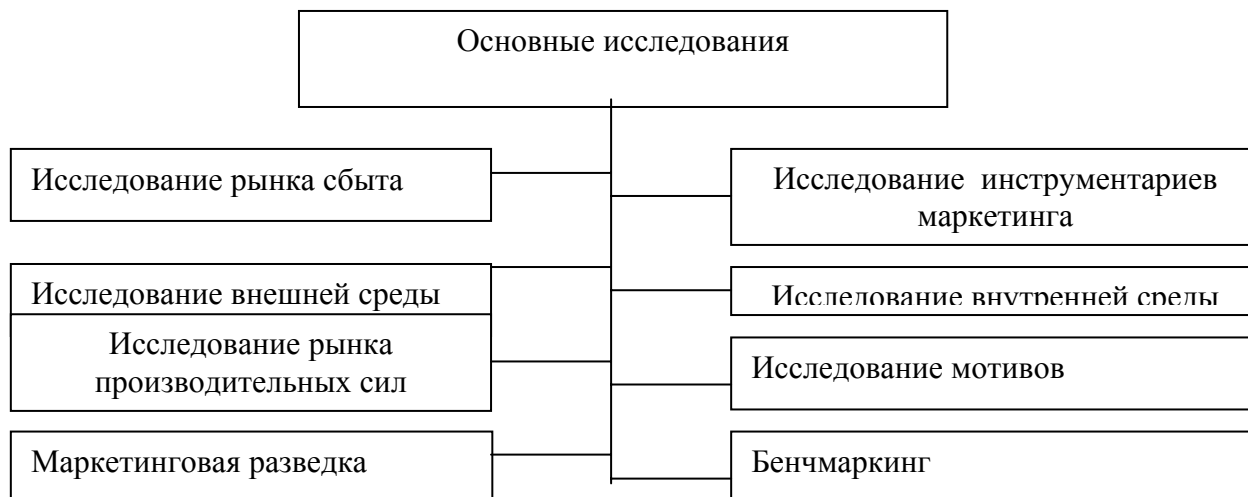 Основные исследования
Исследование рынка сбыта
Исследование инструментариев
маркетинга
Исследование внешней среды
Исследование внутренней среды
Исследование рынка
производительных сил
Исследование мотивов
Маркетинговая разведка
Бенчмаркинг